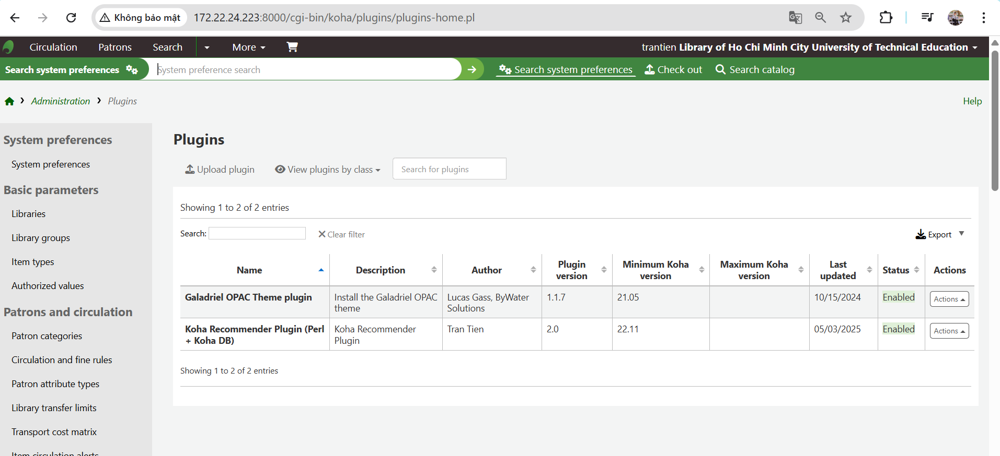 Không bảo mật
172.22.24.223:8000/cgi-bin/koha/plugins/plugins-home.pl
Circulation Patrons Search More trantien Library of Ho Chi Minh City University of Technical Education
Search system preferences System preference search Search system preferences Check out Search catalog
Administration Plugins Help
System preferences
System preferences
Basic parameters
Libraries
Library groups
Item types
Authorized values
Patrons and circulation
Patron categories
Circulation and fine rules
Patron attribute types
Library transfer limits
Transport cost matrix
Item circulation alerts
Plugins
Upload plugin View plugins by class Search for plugins
Showing 1 to 2 of 2 entries
Search: Clear filter Export
Name Description Author Plugin version Minimum Koha version Maximum Koha version Last updated Status Actions
Galadriel OPAC Theme plugin Install the Galadriel OPAC theme Lucas Gass, ByWater Solutions 1.1.7 21.05 10/15/2024 Enabled Actions
Koha Recommender Plugin (Perl + Koha DB) Koha Recommender Plugin Tran Tien 2.0 22.11 05/03/2025 Enabled Actions
Showing 1 to 2 of 2 entries